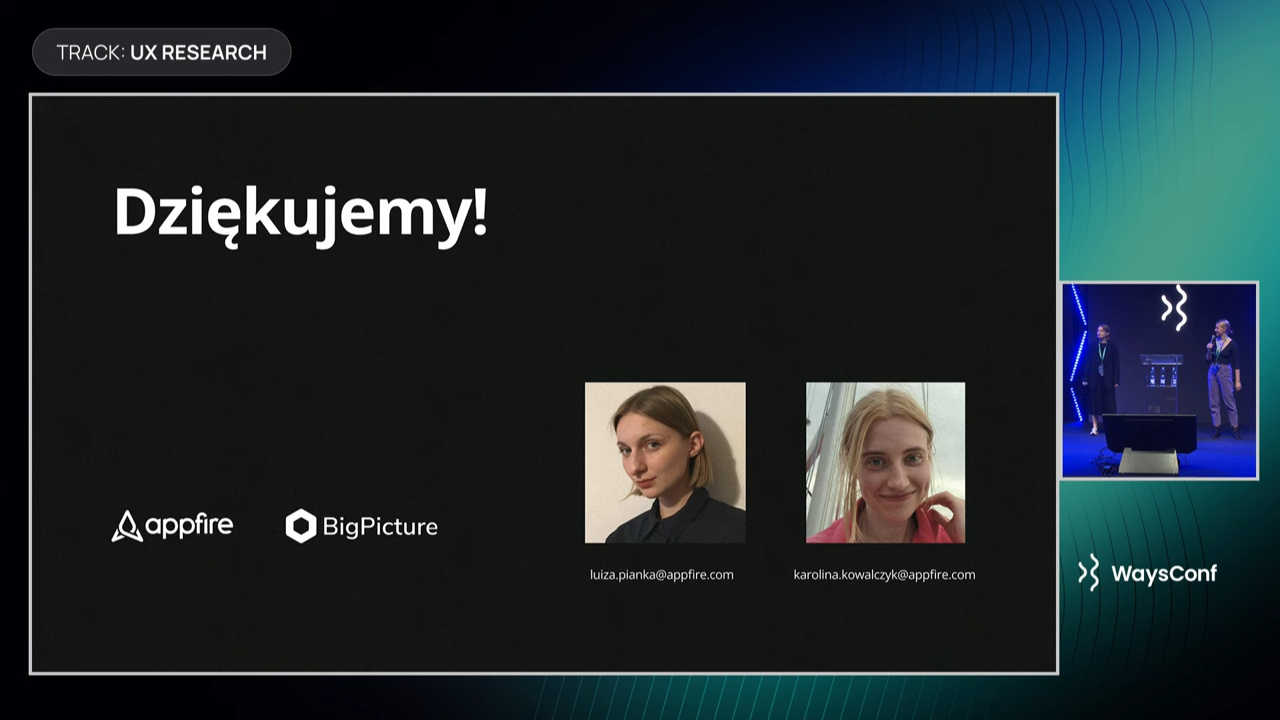 TRACK: UX RESEARCH
Dziękujemy!
appfire
BigPicture
luiza.pianka@appfire.com
karolina.kowalczyk@appfire.com
WaysConf